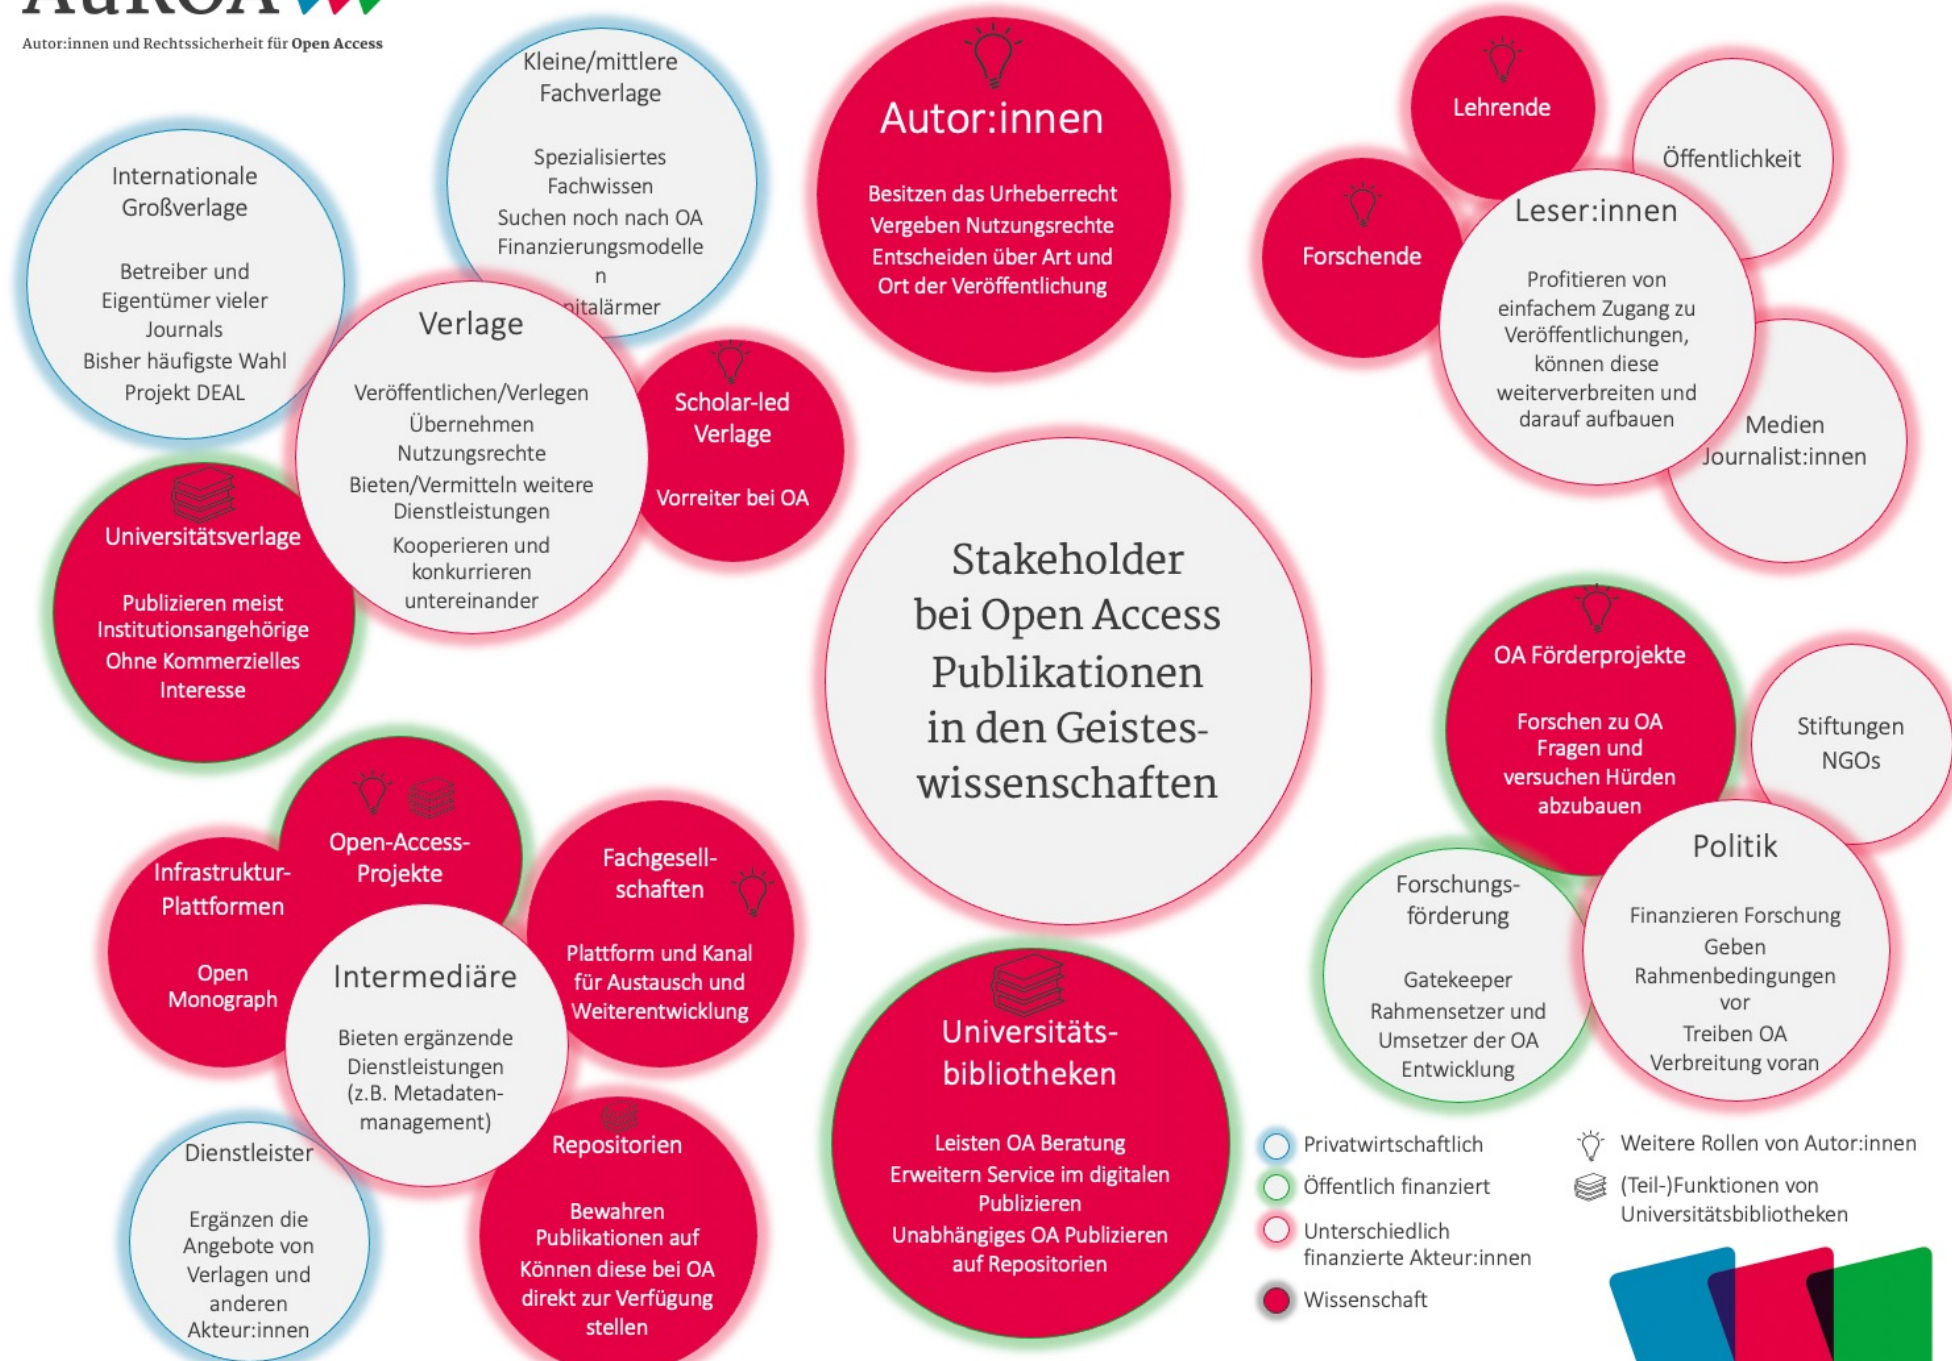 AuROA
Autor:innen und Rechtssicherheit für Open Access
Internationale
Großverlage
Betreiber und
Eigentümer vieler
Journals
Bisher häufigste Wahl
Projekt DEAL
Kleine/mittlere
Fachverlage
Spezialisiertes
Fachwissen
Suchen noch nach OA
Finanzierungsmodelle
n
pitalärmer
Verlage
Veröffentlichen/Verlegen
Übernehmen
Nutzungsrechte
Bieten/Vermitteln weitere
Dienstleistungen
Kooperieren und
konkurrieren
untereinander
Scholar-led
Verlage
Vorreiter bei OA
Universitätsverlage
Publizieren meist
Institutionsangehörige
Ohne Kommerzielles
Interesse
Autor:innen
Besitzen das Urheberrecht
Vergeben Nutzungsrechte
Entscheiden über Art und
Ort der Veröffentlichung
Lehrende
Forschende
Öffentlichkeit
Leser:innen
Profitieren von
einfachem Zugang zu
Veröffentlichungen,
können diese
weiterverbreiten und
darauf aufbauen
Medien
Journalist:innen
Stakeholder
bei Open Access
Publikationen
in den Geistes-
wissenschaften
OA Förderprojekte
Forschen zu OA
Fragen und
versuchen Hürden
abzubauen
Stiftungen
NGOs
Politik
Finanzieren Forschung
Geben
Rahmenbedingungen
vor
Treiben OA
Verbreitung voran
Forschungs-
förderung
Gatekeeper
Rahmensetzer und
Umsetzer der OA
Entwicklung
Open-Access-
Projekte
Infrastruktur-
Plattformen
Open
Monograph
Fachgesell-
schaften
Plattform und Kanal
für Austausch und
Weiterentwicklung
Intermediäre
Bieten ergänzende
Dienstleistungen
(z.B. Metadaten-
management)
Dienstleister
Ergänzen die
Angebote von
Verlagen und
anderen
Akteur:innen
Repositorien
Bewahren
Publikationen auf
Können diese bei OA
direkt zur Verfügung
stellen
Universitäts-
bibliotheken
Leisten OA Beratung
Erweitern Service im digitalen
Publizieren
Unabhängiges OA Publizieren
auf Repositorien
Privatwirtschaftlich
Öffentlich finanziert
Unterschiedlich
finanzierte Akteur:innen
Wissenschaft
Weitere Rollen von Autor:innen
(Teil-)Funktionen von
Universitätsbibliotheken